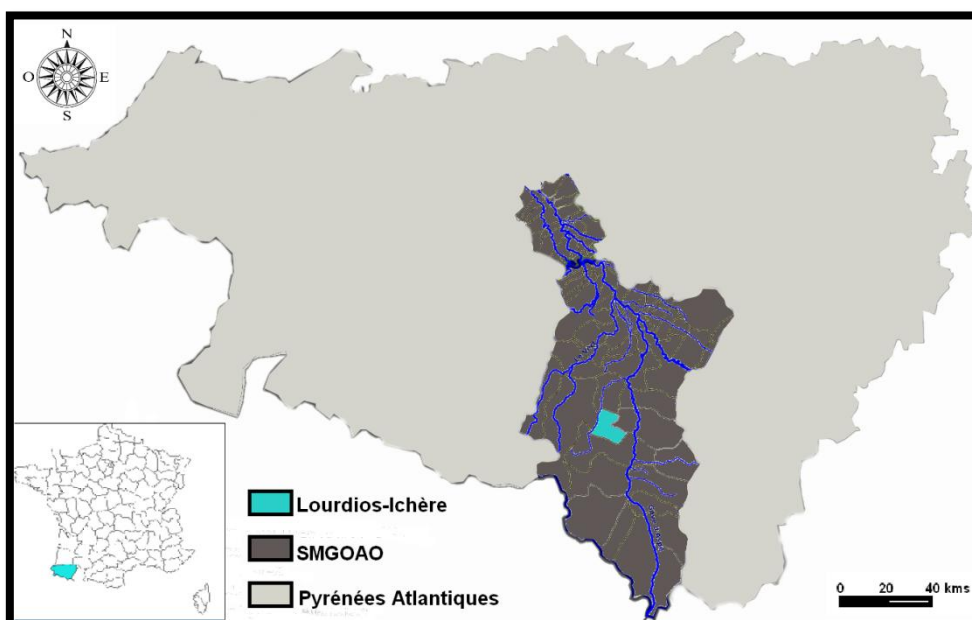 N
O
E
S
Lourdios-Ichère
SMGOAO
Pyrénées Atlantiques
0 20 40 kms